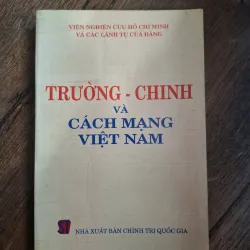 VIỆN NGHIÊN CỨU HỒ CHÍ MINH
VÀ CÁC LÃNH TỤ CỦA ĐẢNG
TRƯỜNG - CHINH
VÀ
CÁCH MẠNG
VIỆT NAM
NHÀ XUẤT BẢN CHÍNH TRỊ QUỐC GIA